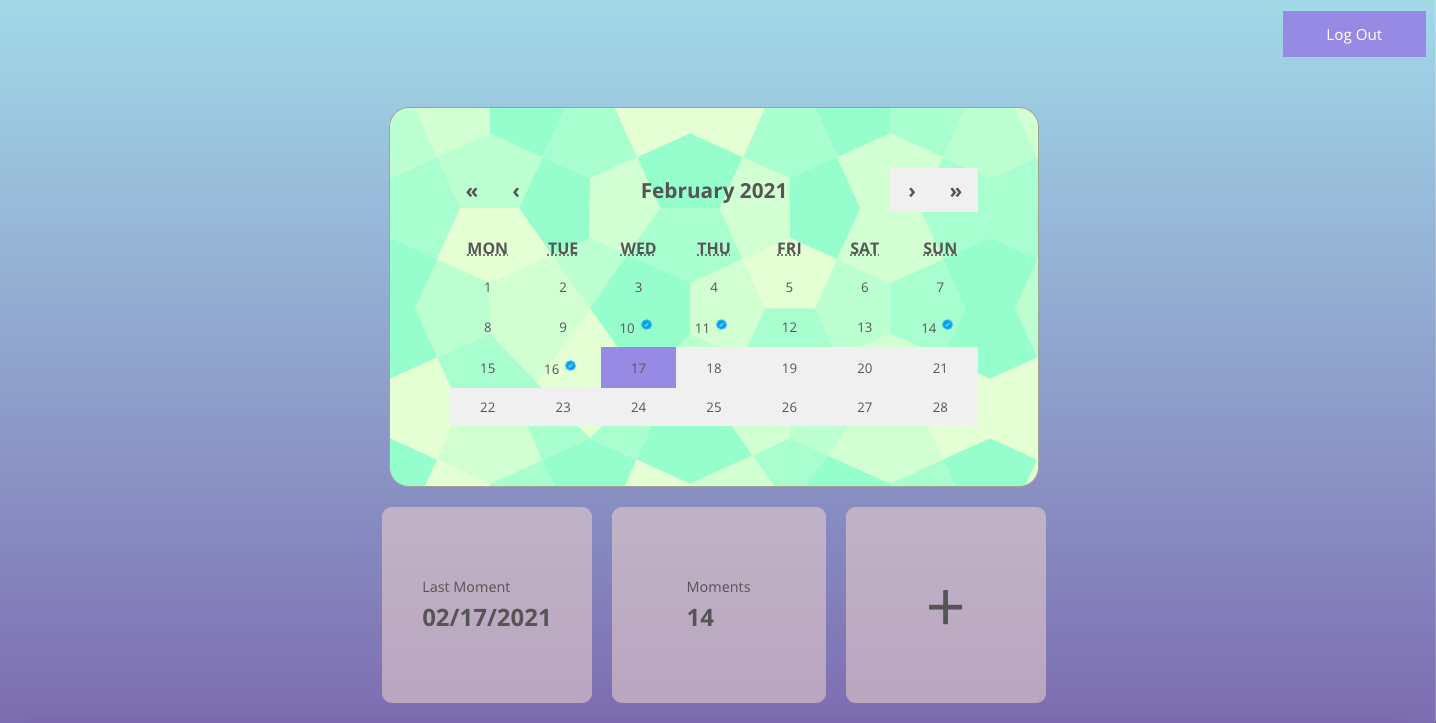 Log Out
« ‹ February 2021 › »
MON TUE WED THU FRI SAT SUN
1 2 3 4 5 6 7
8 9 10 11 12 13 14
15 16 17 18 19 20 21
22 23 24 25 26 27 28
Last Moment
02/17/2021
Moments
14
+